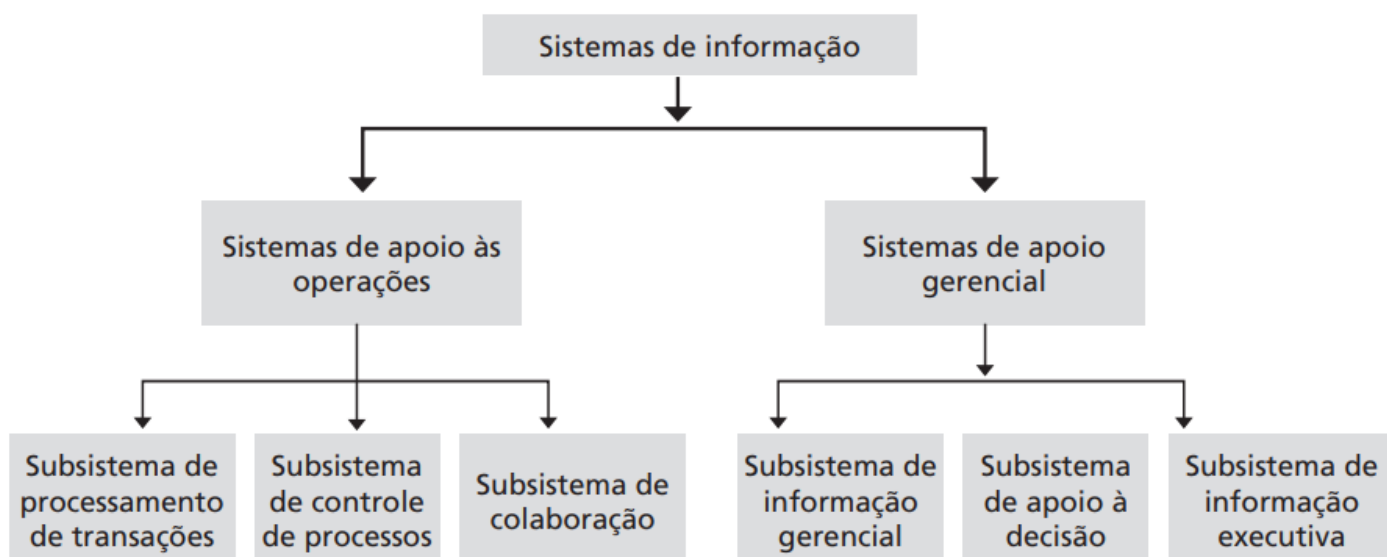 Sistemas de informação
Sistemas de apoio às
operações
Sistemas de apoio
gerencial
Subsistema de
processamento
de transações
Subsistema
de controle
de processos
Subsistema de
colaboração
Subsistema de
informação
gerencial
Subsistema
de apoio à
decisão
Subsistema de
informação
executiva